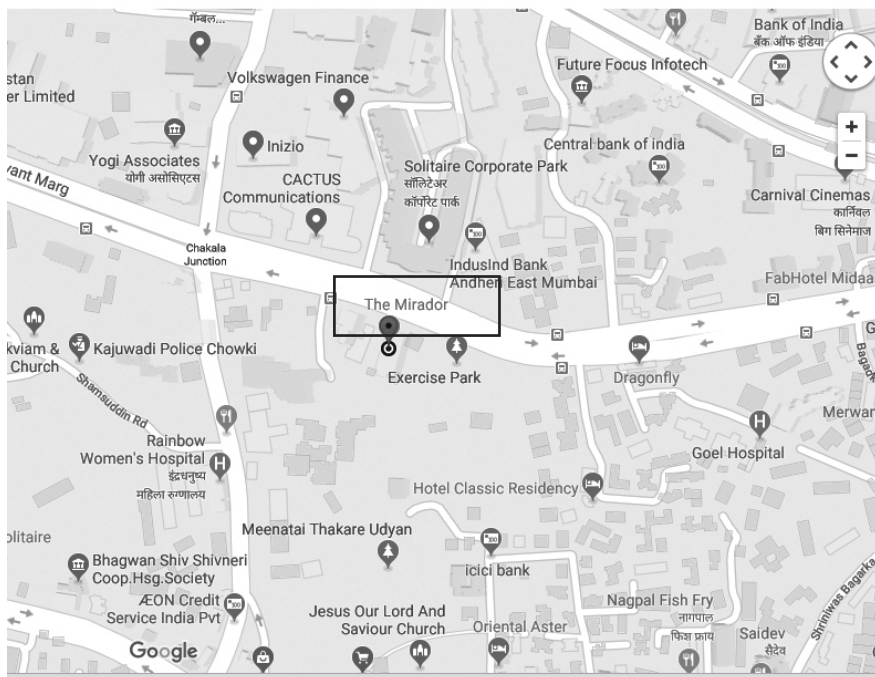 गॅम्बल...
Bank of India
बँक ऑफ इंडिया
stan
er Limited
Volkswagen Finance
Future Focus Infotech
Inizio
Yogi Associates
योगी असोसिएटस
Central bank of india
Solitaire Corporate Park
सॉलिटेअर
कॉर्पोरेट पार्क
vant Marg
CACTUS
Communications
Carnival Cinemas
कार्निवल
बिग सिनेमाज
Chakala
Junction
IndusInd Bank
Andheri East Mumbai
FabHotel Midaa
The Mirador
kviam &
Church
Kajuwadi Police Chowki
Exercise Park
Dragonfly
Shamsuddin Rd
Merwan
Rainbow
Women's Hospital
इंद्रधनुष्य
महिला रुग्णालय
Goel Hospital
Hotel Classic Residency
olitaire
Meenatai Thakare Udyan
Bhagwan Shiv Shivneri
Coop.Hsg.Society
icici bank
ÆON Credit
Service India Pvt
Jesus Our Lord And
Saviour Church
Oriental Aster
Nagpal Fish Fry
नागपाल
फिश फ्राय
Saidev
सैदेव
Shriniwas Bagarka
Google